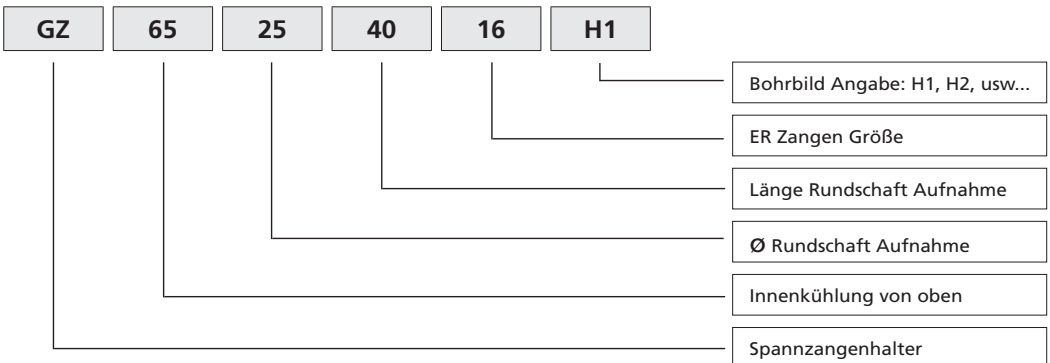 GZ 65 25 40 16 H1
Bohrbild Angabe: H1, H2, usw...
ER Zangen Größe
Länge Rundschaft Aufnahme
Ø Rundschaft Aufnahme
Innenkühlung von oben
Spannzangenhalter